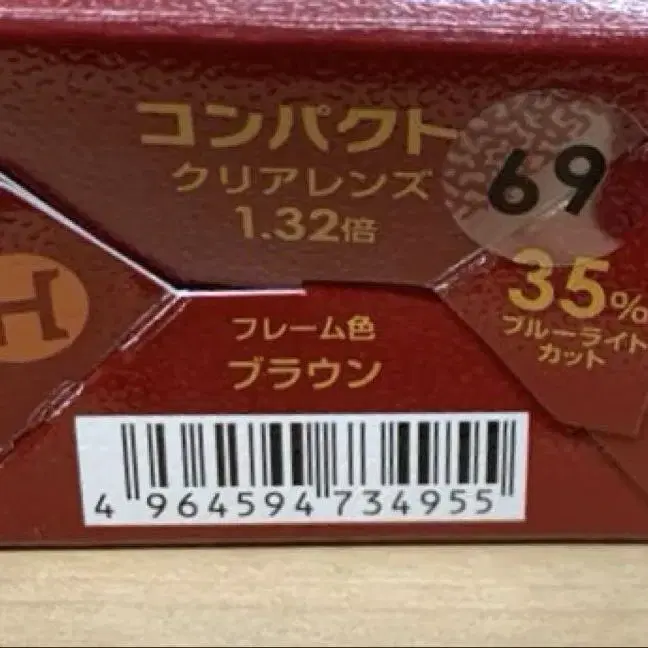 コンパクト
クリアレンズ
1.32倍
69
35%
ブルーライト
カット
H
フレーム色
ブラウン
4 964594 734955